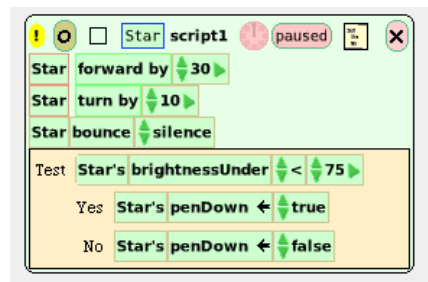 ! O Star script1 paused X
Star forward by 30
Star turn by 10
Star bounce silence
Test Star's brightnessUnder < 75
Yes Star's penDown ← true
No Star's penDown ← false